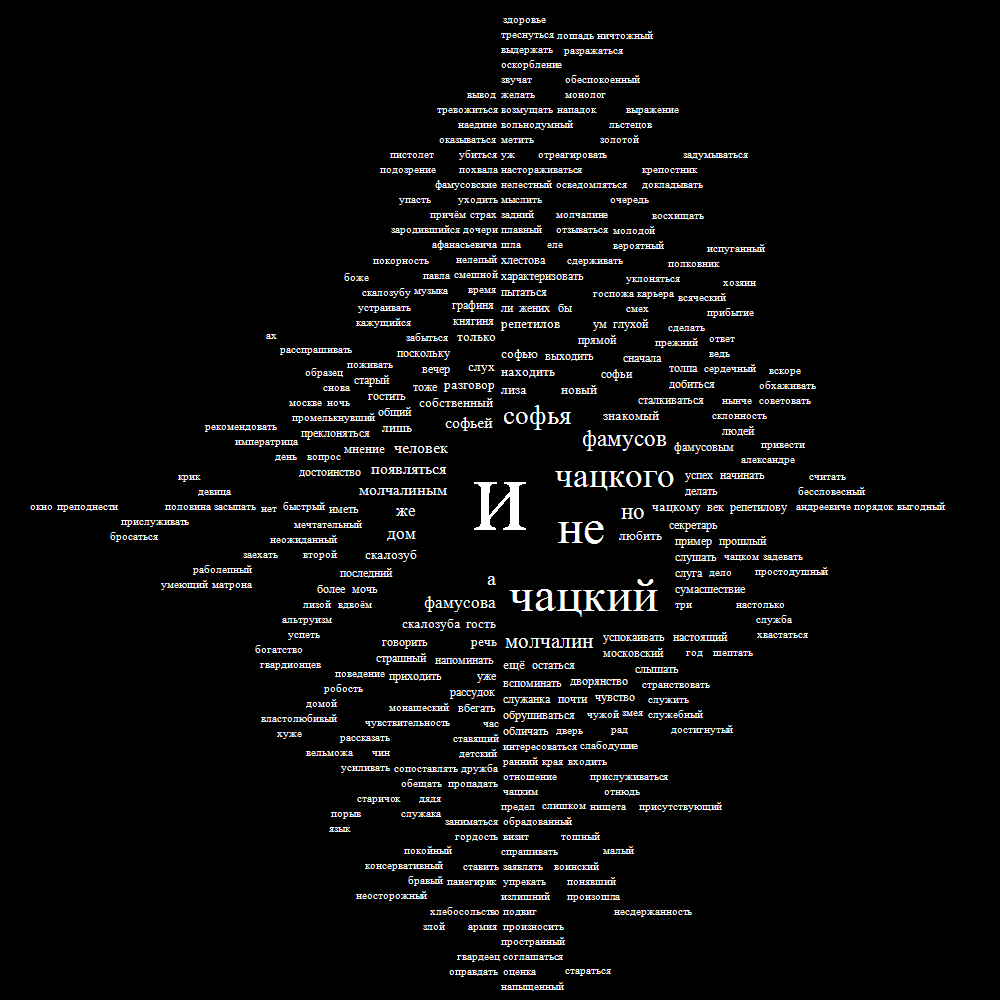 здоровье
треснуться лошадь ничтожный
выдержать разражаться
оскорбление
звучат обеспокоенный
вывод желать монолог
тревожиться возмущать нападок выражение
наедине вольнодумный льстецов
оказываться метить золотой
пистолет убиться уж отреагировать задумываться
подозрение похвала настораживаться крепостник
фамусовские нелестный осведомляться докладывать
упасть уходить мыслить очередь
причём страх задний молчалине восхищать
зародившийся дочери плавный отзываться молодой
афанасьевича шла еле вероятный испуганный
покорность нелепый хлестова сдерживать полковник
боже павла смешной характеризовать уклоняться хозяин
скалозубу музыка время пытаться госпожа карьера всяческий
устраивать графиня ли жених бы смех прибытие
кажущийся княгиня репетилов ум глухой сделать
ах забыться только прямой прежний ответ
расспрашивать поскольку софью выходить сначала ведь
образец поживать вечер слух находить софьи толпа сердечный вскоре
снова старый тоже разговор лиза новый добиться обхаживать
москве ночь гостить собственный сталкиваться нынче советовать
промелькнувший общий софья знакомый склонность
рекомендовать преклоняться лишь софьей фамусов людей
императрица мнение человек фамусовым привести
день вопрос александре
крик достоинство появляться чацкого успех начинать считать
девица молчалиным и делать бессловесный
окно преподнести половина засыпать нет быстрый иметь же но чацкому век репетилову андреевиче порядок выгодный
прислуживать мечтательный не секретарь
бросаться неожиданный дом любить пример прошлый
заехать второй скалозуб слушать чацком задевать
раболепный последний слуга дело простодушный
умеющий матрона более мочь а чацкий сумасшествие
лизой вдвоём фамусова три настолько
альтруизм скалозуба гость служба
успеть говорить речь молчалин успокаивать настоящий хвастаться
богатство страшный напоминать московский год шептать
гвардионцев ещё остаться слышать
поведение приходить уже вспоминать дворянство странствовать
робость рассудок служанка почти чувство служить
домой монашеский вбегать обрушиваться чужой змея служебный
властолюбивый чувствительность час обличать дверь рад достигнутый
хуже рассказать ставящий интересоваться слабодушие
вельможа чин детский ранний края входить
усиливать сопоставлять дружба отношение прислуживаться
обещать пропадать чацким отнюдь
старичок дядя предел слишком нищета присутствующий
порыв служака заниматься обрадованный
язык гордость визит тошный
покойный спрашивать малый
консервативный ставить заявлять воинский
бравый панегирик упрекать понявший
неосторожный излишний произошла
хлебосольство подвиг несдержанность
злой армия произносить
пространный
гвардеец соглашаться
оправдать оценка стараться
напыщенный